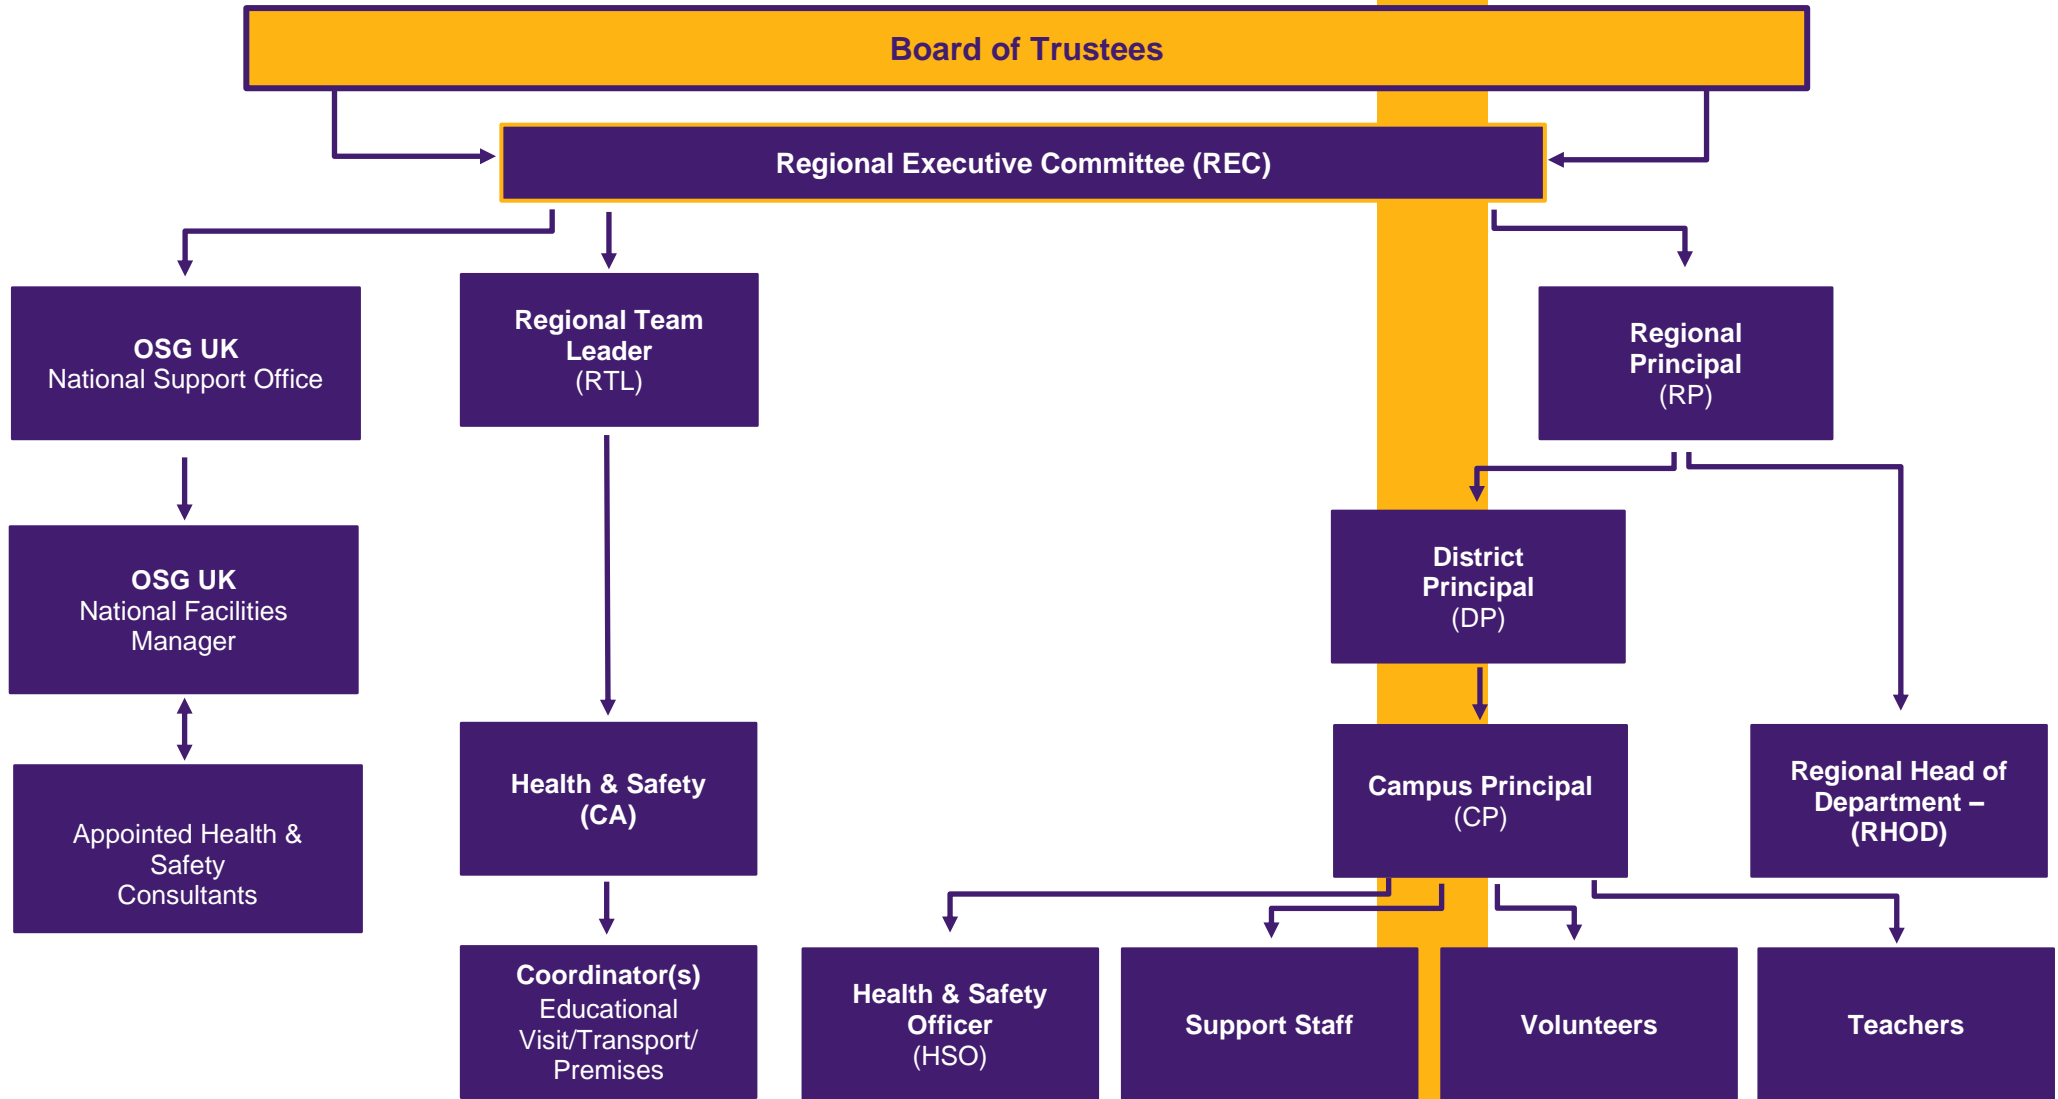 Board of Trustees
Regional Executive Committee (REC)
OSG UK
National Support Office
Regional Team
Leader
(RTL)
Regional
Principal
(RP)
OSG UK
National Facilities
Manager
District
Principal
(DP)
Appointed Health &
Safety
Consultants
Health & Safety
(CA)
Campus Principal
(CP)
Regional Head of
Department –
(RHOD)
Coordinator(s)
Educational
Visit/Transport/
Premises
Health & Safety
Officer
(HSO)
Support Staff
Volunteers
Teachers